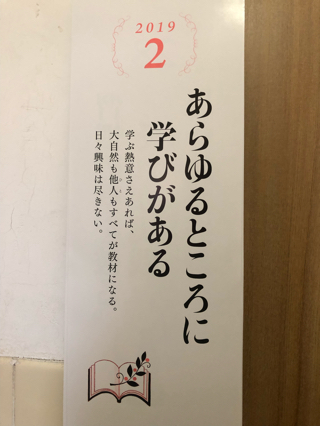 2019
2
あらゆるところに
学びがある
学ぶ熱意さえあれば、
大自然も他人もすべてが教材になる。
日々興味は尽きない。